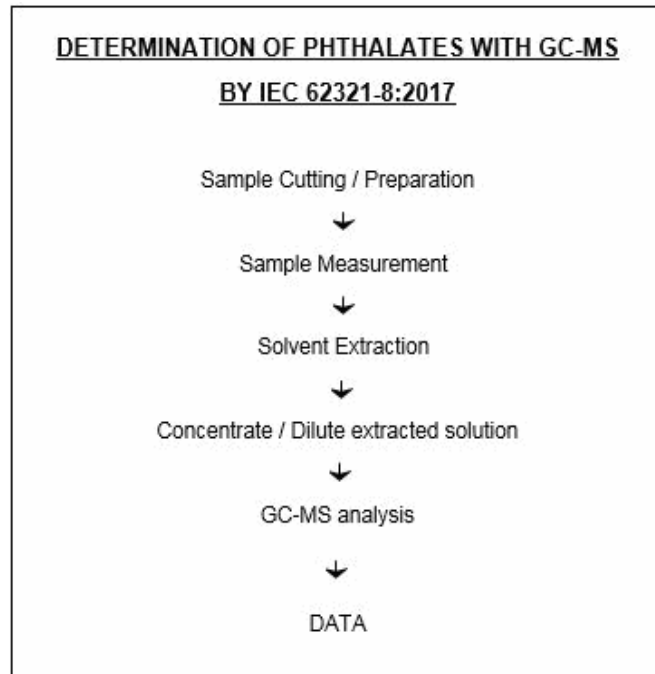 DETERMINATION OF PHTHALATES WITH GC-MS
BY IEC 62321-8:2017
Sample Cutting / Preparation
Sample Measurement
Solvent Extraction
Concentrate / Dilute extracted solution
GC-MS analysis
DATA